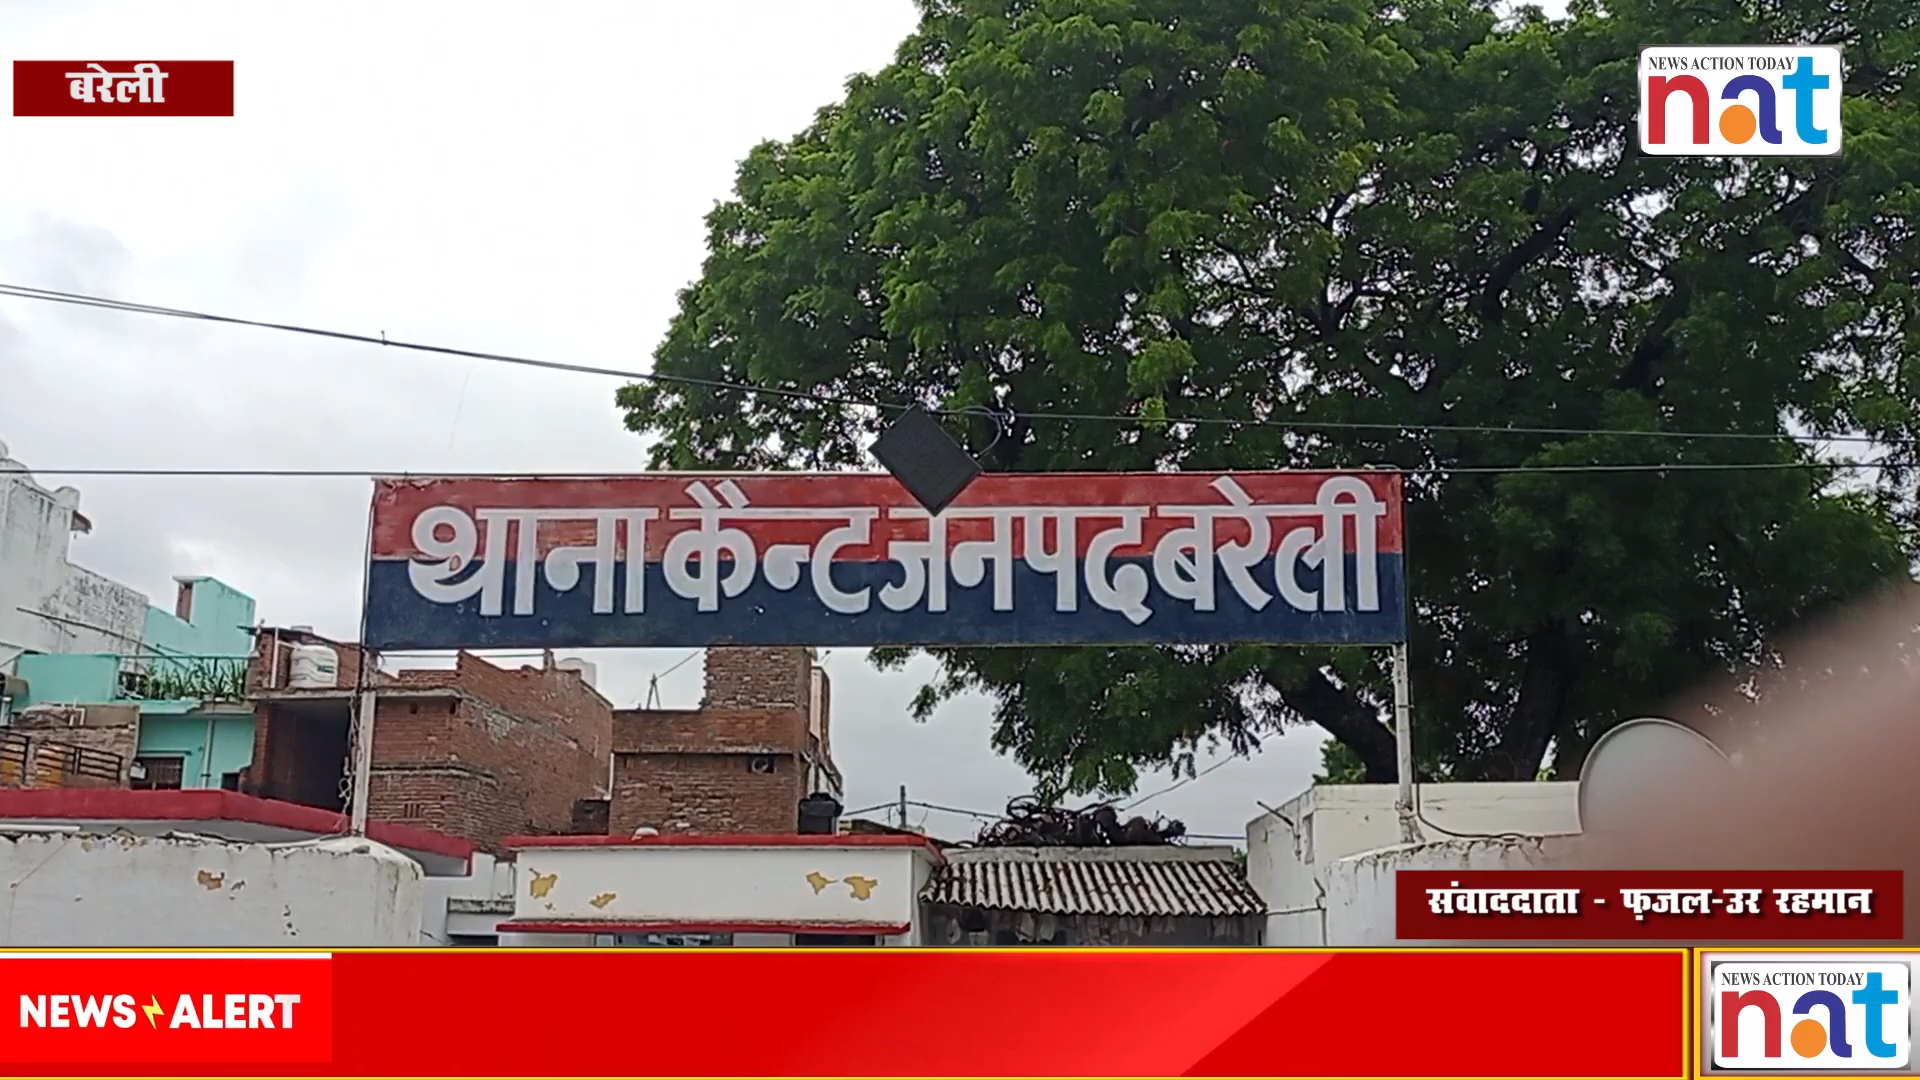 बरेली
NEWS ACTION TODAY
nat
थाना कैन्ट जनपद बरेली
संवाददाता - फ़जल-उर रहमान
NEWS ALERT
NEWS ACTION TODAY
nat